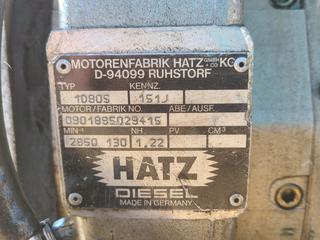 MOTORENFABRIK HATZ GMBH + CO KG
D-94099 RUHSTORF
TYP KENNZ.
1D80S 151J
MOTOR/FABRIK NO. ABE/AUSF.
0901895029415
MIN⁻¹ NH. PV CM³
2850 130 1.22
HATZ
DIESEL
MADE IN GERMANY